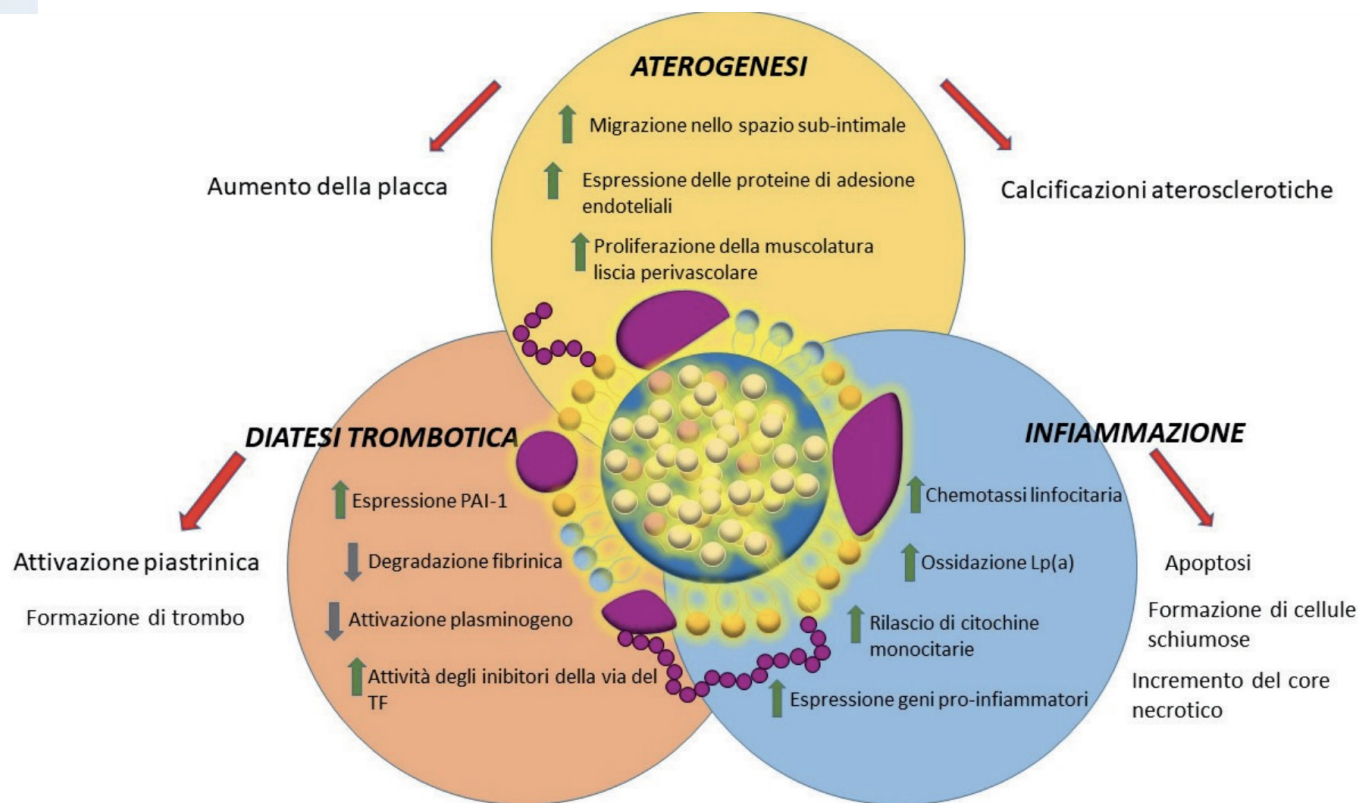 ATEROGENESI
Migrazione nello spazio sub-intimale
Espressione delle proteine di adesione
endoteliali
Proliferazione della muscolatura
liscia perivascolare
Aumento della placca
Calcificazioni aterosclerotiche
DIATESI TROMBOTICA
Espressione PAI-1
Degradazione fibrinica
Attivazione plasminogeno
Attività degli inibitori della via del
TF
Attivazione piastrinica
Formazione di trombo
INFIAMMAZIONE
Chemotassi linfocitaria
Ossidazione Lp(a)
Rilascio di citochine
monocitarie
Espressione geni pro-infiammatori
Apoptosi
Formazione di cellule
schiumose
Incremento del core
necrotico